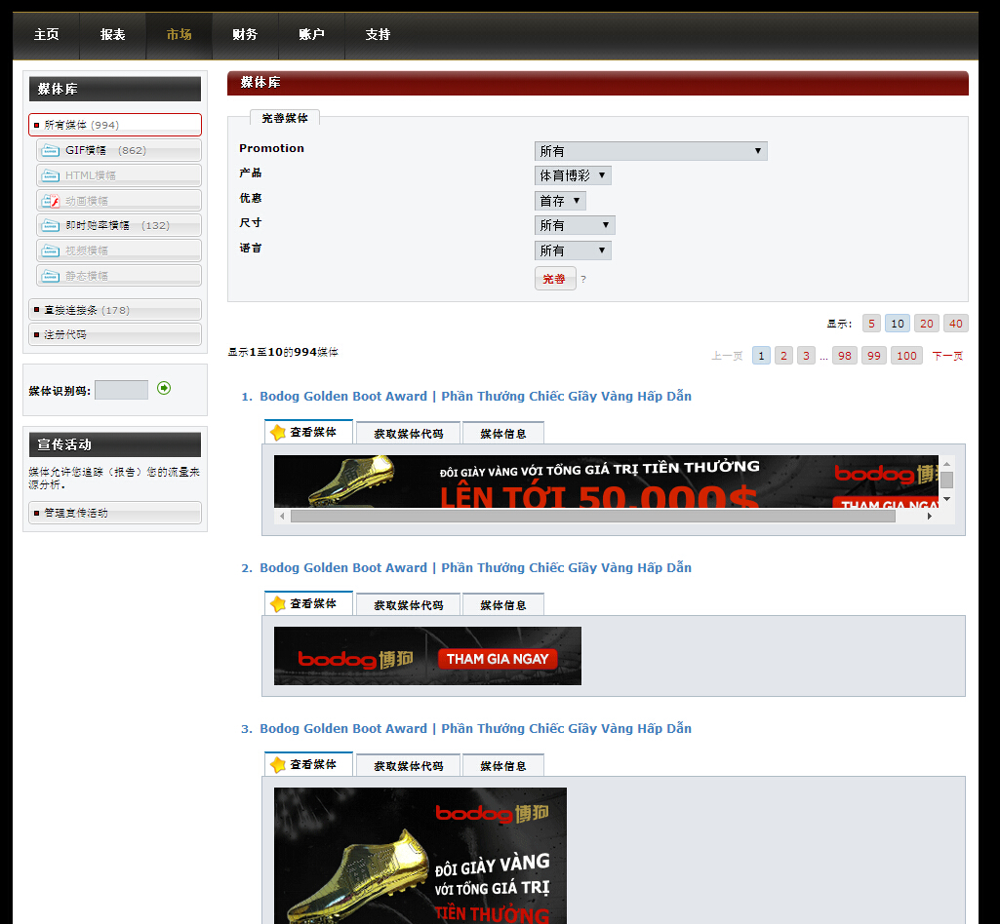 主页 报表 市场 财务 账户 支持
媒体库
所有媒体 (994)
GIF横幅 (862)
HTML横幅
动画横幅
即时赔率横幅 (132)
视频横幅
静态横幅
直接连接条 (178)
注册代码
媒体识别码:
宣传活动
媒体允许您追踪（报告）您的流量来
源分析。
管理宣传活动
媒体库
完善媒体
Promotion 所有
产品 体育博彩
优惠 首存
尺寸 所有
语言 所有
完善 ?
显示: 5 10 20 40
显示1至10的994媒体
上一页 1 2 3 ... 98 99 100 下一页
1. Bodog Golden Boot Award | Phần Thưởng Chiếc Giầy Vàng Hấp Dẫn
查看媒体 获取媒体代码 媒体信息
ĐÔI GIÀY VÀNG VỚI TỔNG GIÁ TRỊ TIỀN THƯỞNG
LÊN TỚI 50.000$
bodog博
THAM GIA NGA
2. Bodog Golden Boot Award | Phần Thưởng Chiếc Giầy Vàng Hấp Dẫn
查看媒体 获取媒体代码 媒体信息
bodog博狗 THAM GIA NGAY
3. Bodog Golden Boot Award | Phần Thưởng Chiếc Giầy Vàng Hấp Dẫn
查看媒体 获取媒体代码 媒体信息
bodog博狗
ĐÔI GIÀY VÀNG
VỚI TỔNG GIÁ TRỊ
TIỀN THƯỞNG